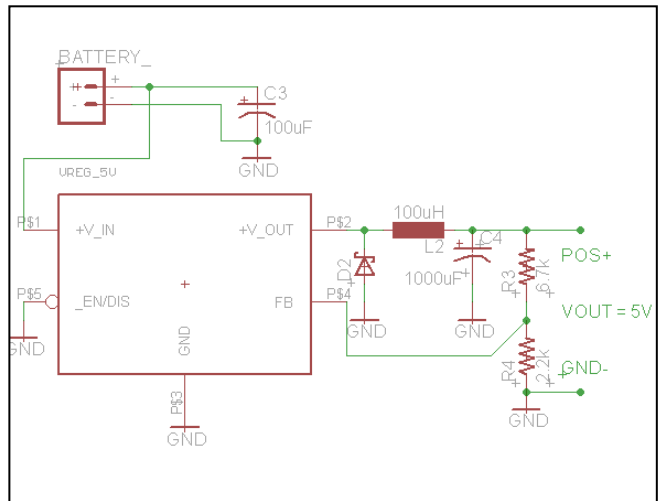 BATTERY_
+
-
C3
100uF
GND
VREG_5V
P$1
+V_IN
+V_OUT
P$2
100uH
L2
C4
1000uF
D2
R3
6.7k
POS+
P$5
_EN/DIS
FB
P$4
VOUT = 5V
GND
GND
GND
GND
R4
2.2k
GND-
P$3
GND
GND